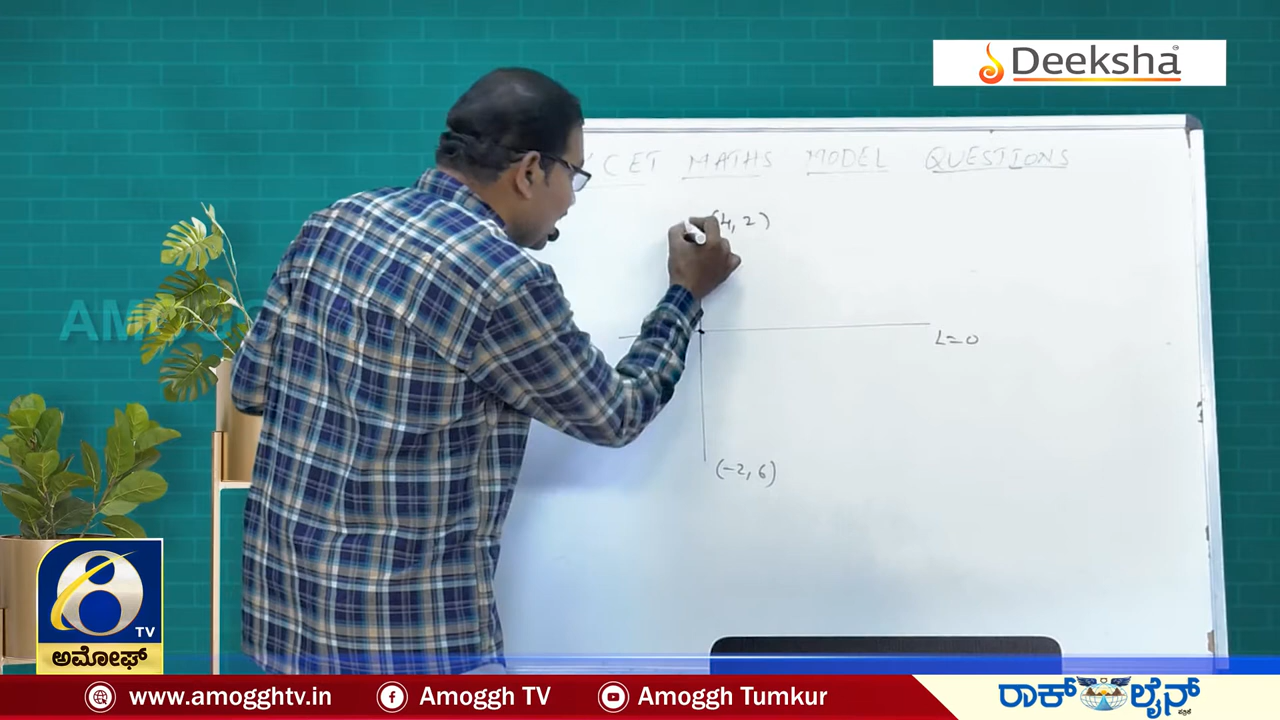 Deeksha
CET MATHS MODEL QUESTIONS
(4, 2)
L=0
(-2, 6)
8
TV
ಅಮೋಘ್
www.amogghtv.in
Amoggh TV
Amoggh Tumkur
ರಾಕ್ ಲೈನ್